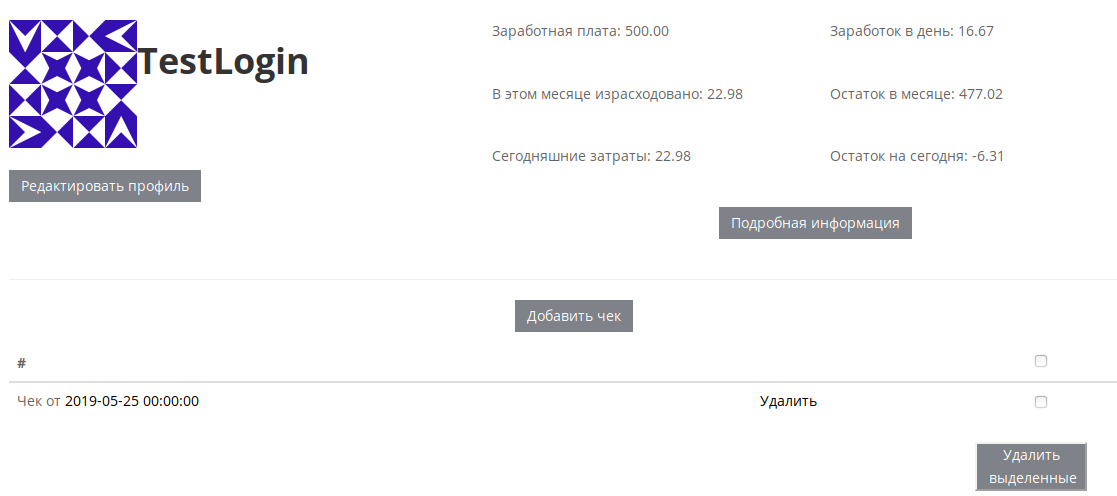 TestLogin
Редактировать профиль
Заработная плата: 500.00
Заработок в день: 16.67
В этом месяце израсходовано: 22.98
Остаток в месяце: 477.02
Сегодняшние затраты: 22.98
Остаток на сегодня: -6.31
Подробная информация
Добавить чек
#
Чек от 2019-05-25 00:00:00
Удалить
Удалить
выделенные